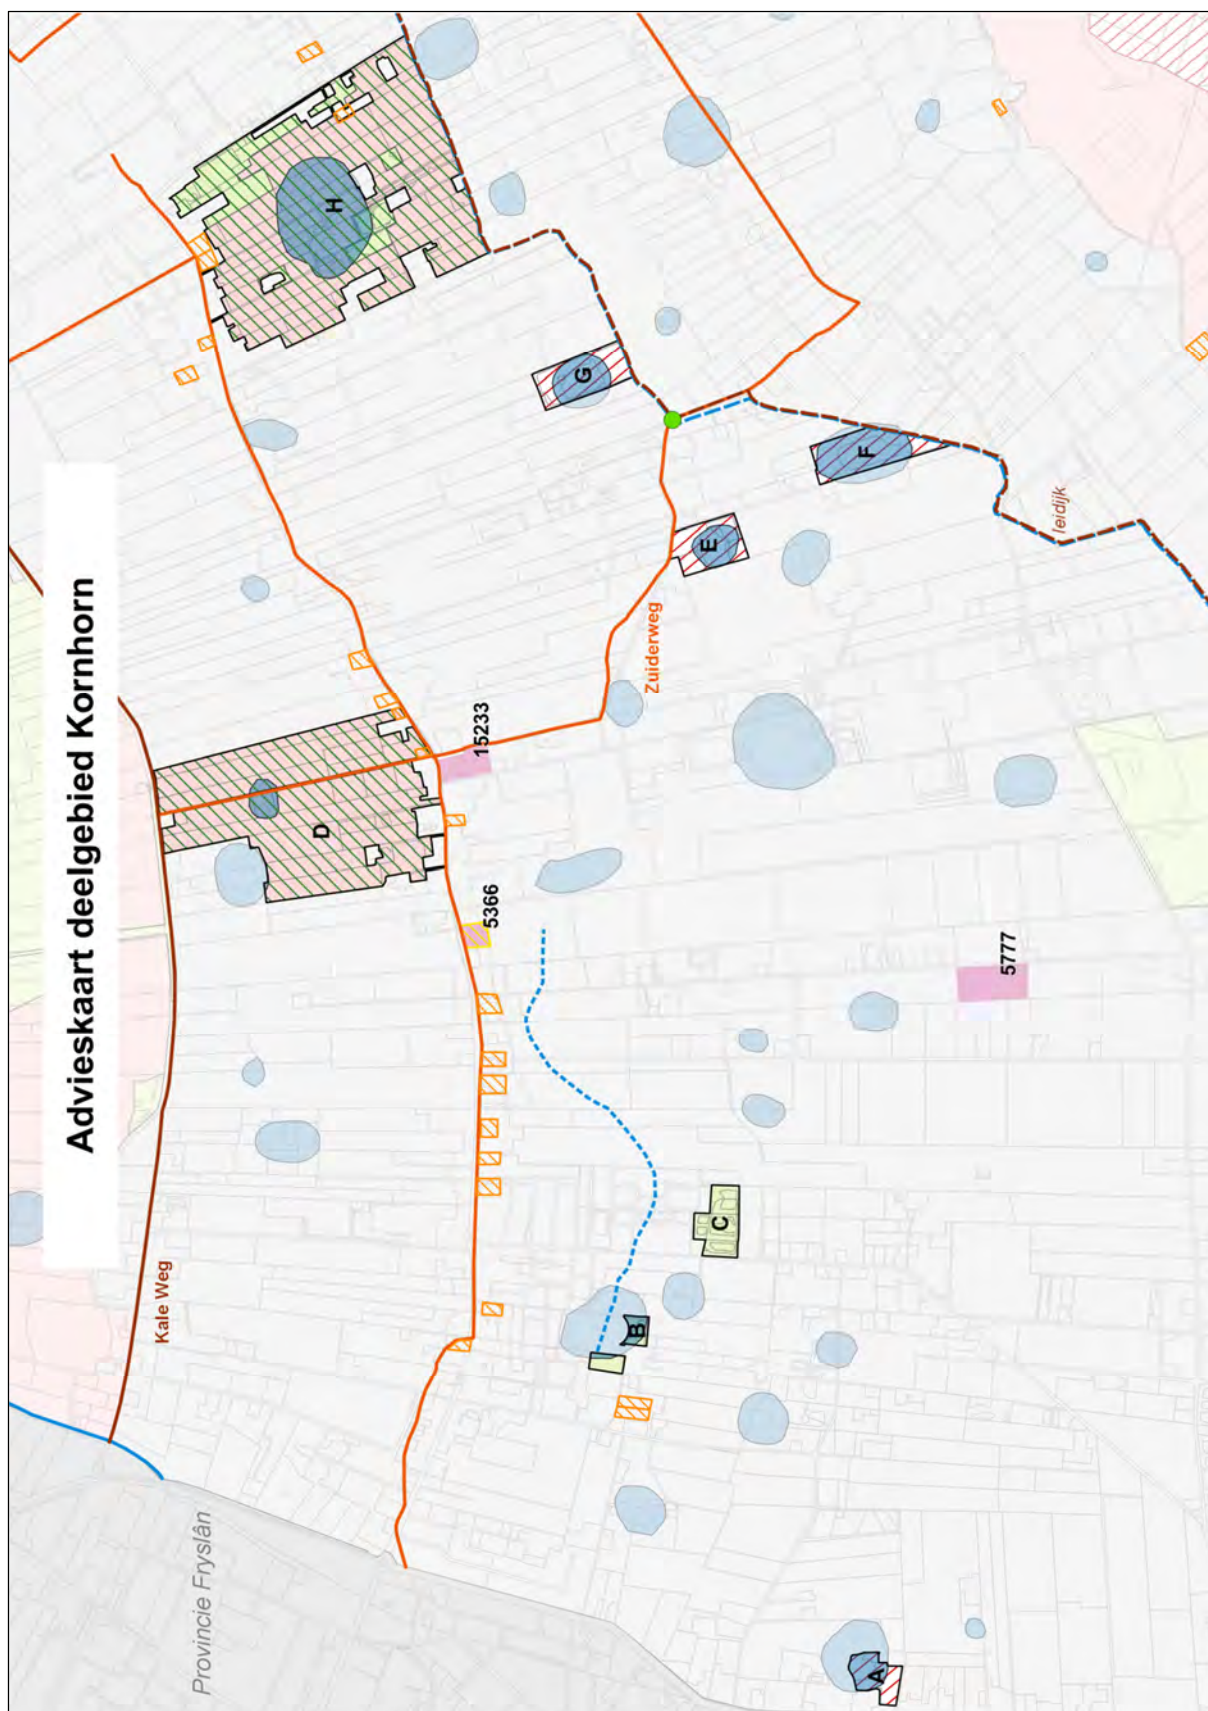 Advieskaart deelgebied Kornhorn
Provincie Fryslân
Kale Weg
Zuiderweg
leidijk
15233
5366
5777
A
B
C
D
E
F
G
H